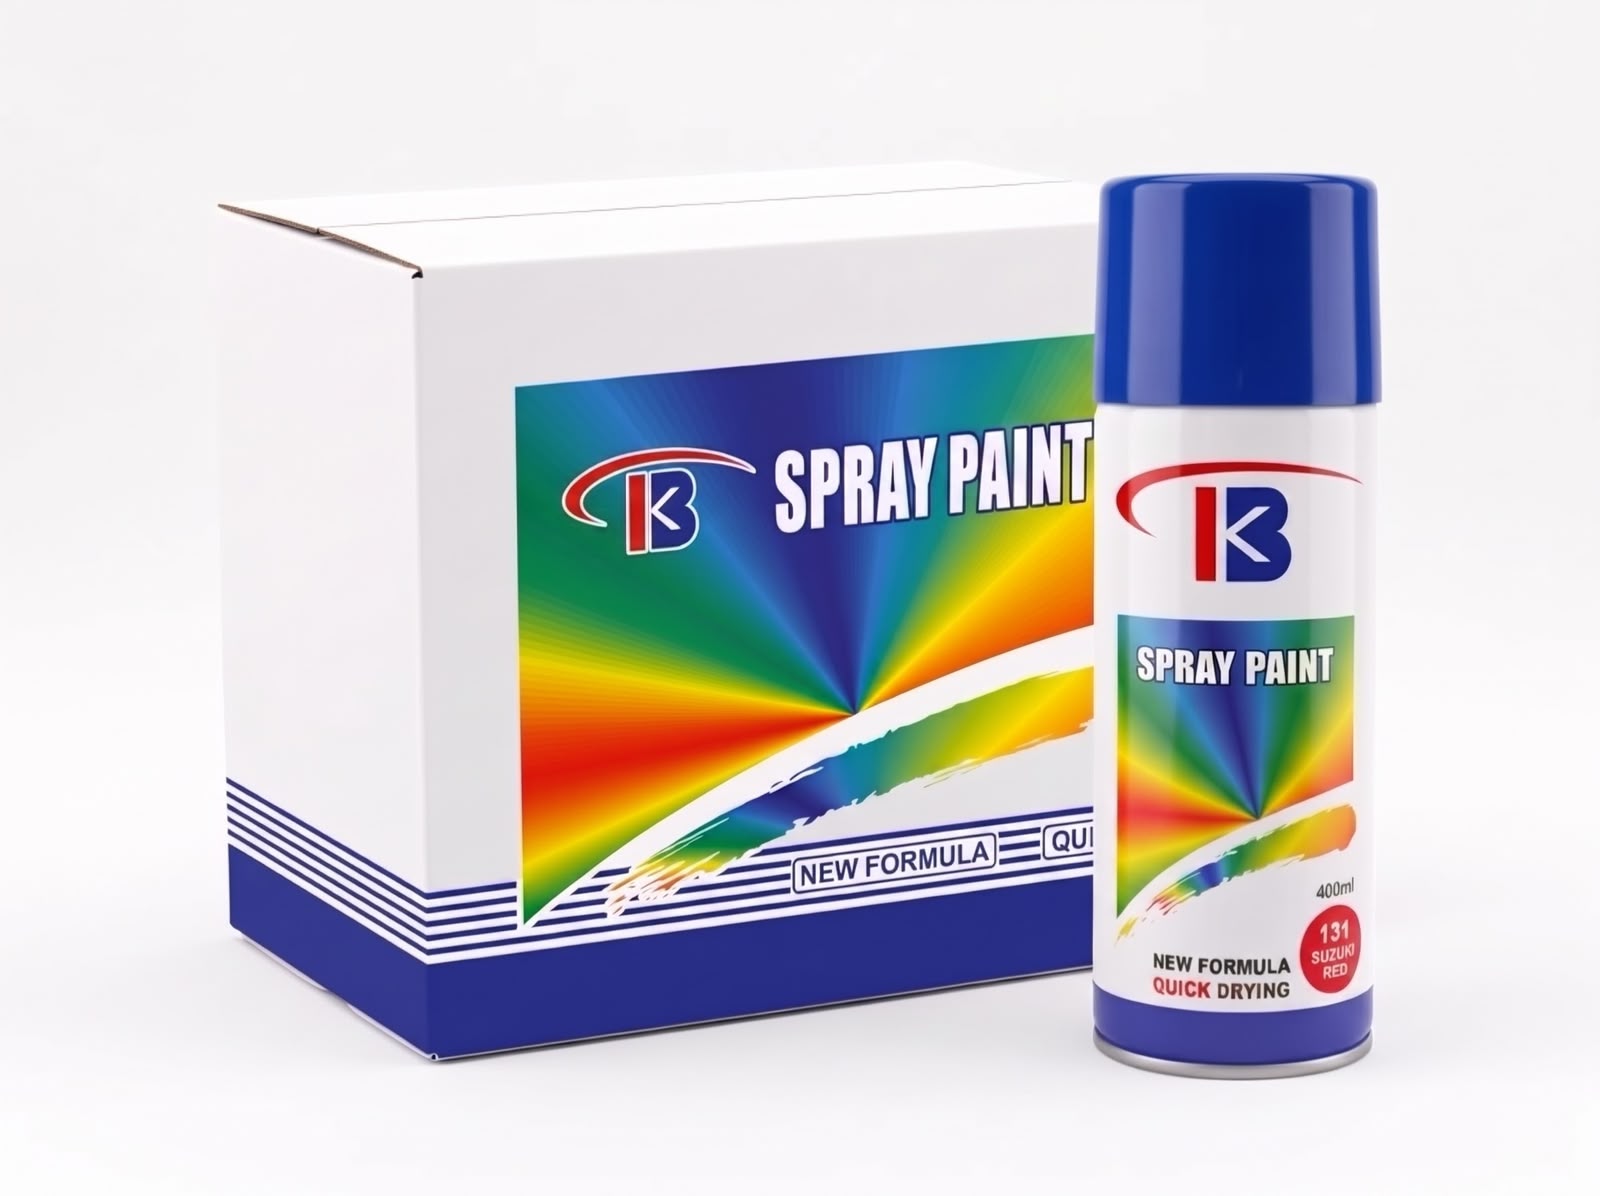 KB
SPRAY PAINT
NEW FORMULA
QUI
KB
SPRAY PAINT
400ml
131
SUZUKI
RED
NEW FORMULA
QUICK DRYING